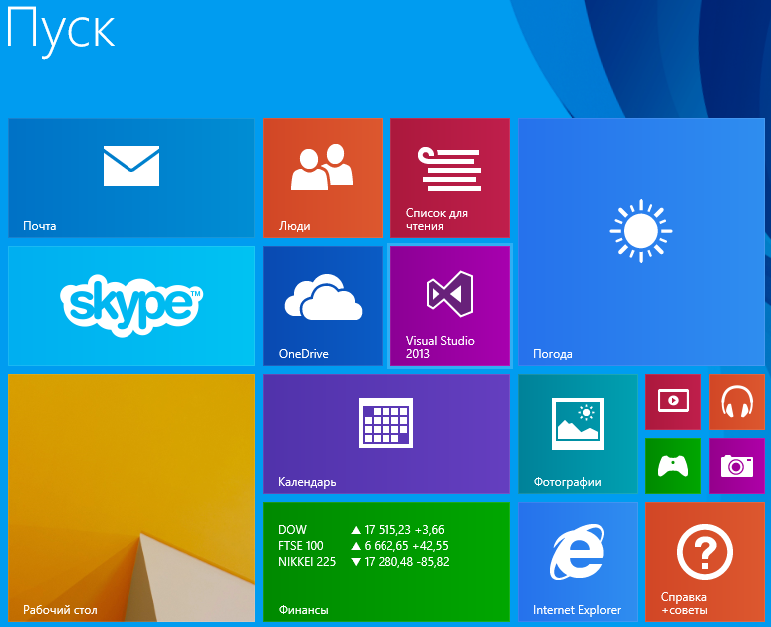 Пуск
Почта
Люди
Список для
чтения
skype™
OneDrive
Visual Studio
2013
Погода
Рабочий стол
Календарь
Фотографии
DOW ▲ 17 515,23 +3,66
FTSE 100 ▲ 6 662,65 +42,55
NIKKEI 225 ▼ 17 280,48 -85,82
Финансы
Internet Explorer
Справка
+советы